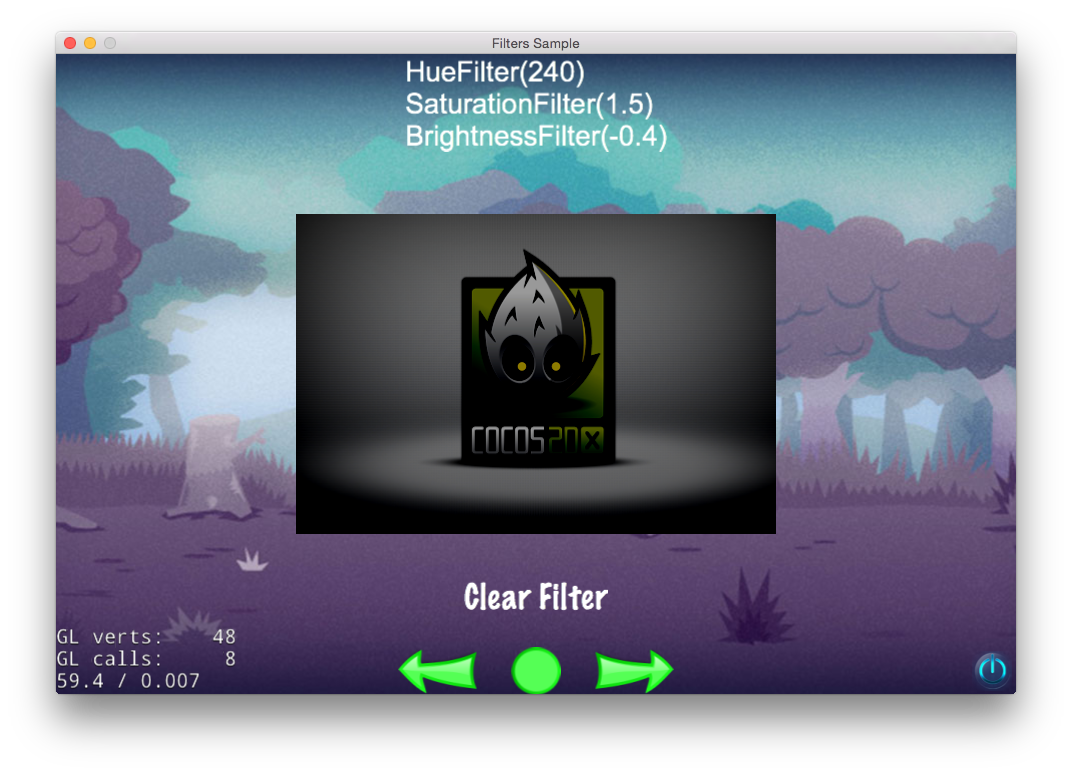 Filters Sample
HueFilter(240)
SaturationFilter(1.5)
BrightnessFilter(-0.4)
COCOS2DX
Clear Filter
GL verts: 48
GL calls: 8
59.4 / 0.007